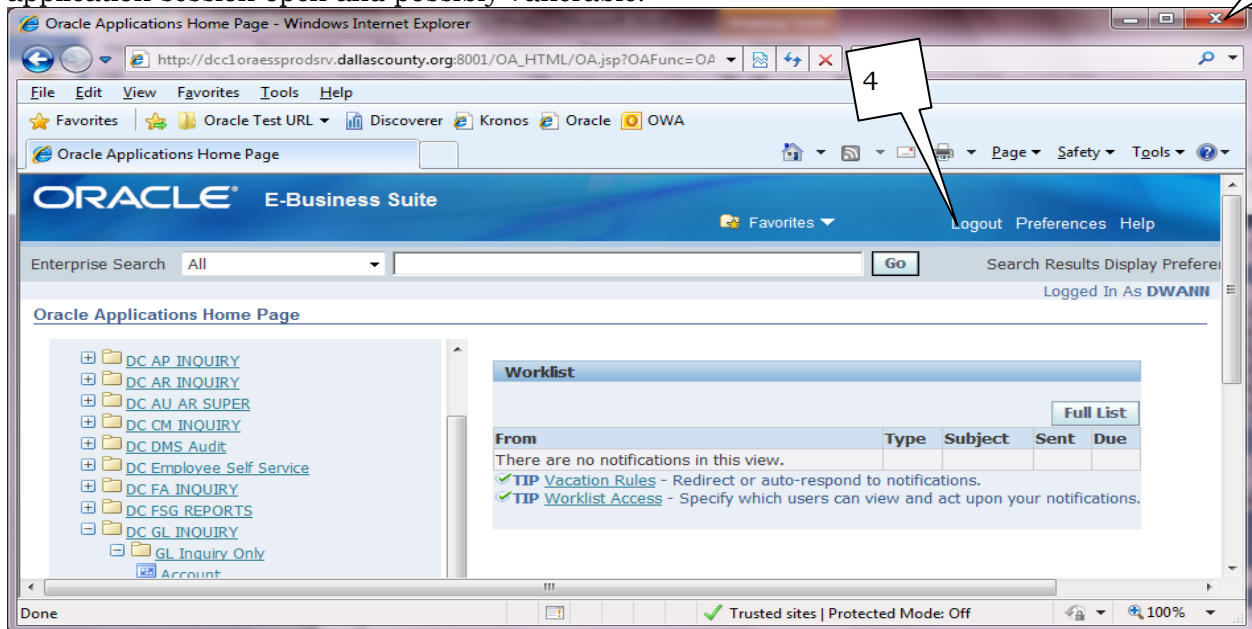 application session open and possibly vulnerable.
Oracle Applications Home Page - Windows Internet Explorer
http://dcc1oraessprodsrv.dallascounty.org:8001/OA_HTML/OA.jsp?OAFunc=OA
4
File Edit View Favorites Tools Help
Favorites Oracle Test URL Discoverer Kronos Oracle OWA
Oracle Applications Home Page Page Safety Tools
ORACLE E-Business Suite
Favorites Logout Preferences Help
Enterprise Search All Go Search Results Display Prefere
Logged In As DWANN
Oracle Applications Home Page
DC AP INQUIRY
DC AR INQUIRY
DC AU AR SUPER
DC CM INQUIRY
DC DMS Audit
DC Employee Self Service
DC FA INQUIRY
DC FSG REPORTS
DC GL INQUIRY
GL Inquiry Only
Account
Worklist
Full List
From Type Subject Sent Due
There are no notifications in this view.
TIP Vacation Rules - Redirect or auto-respond to notifications.
TIP Worklist Access - Specify which users can view and act upon your notifications.
Done Trusted sites | Protected Mode: Off 100%